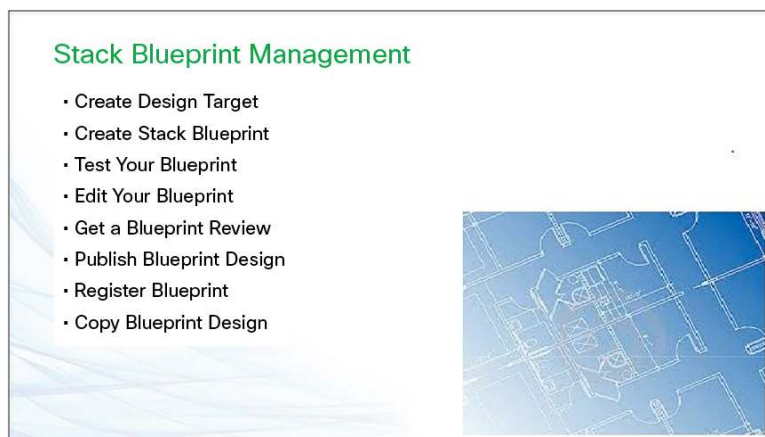 Stack Blueprint Management
· Create Design Target
· Create Stack Blueprint
· Test Your Blueprint
· Edit Your Blueprint
· Get a Blueprint Review
· Publish Blueprint Design
· Register Blueprint
· Copy Blueprint Design